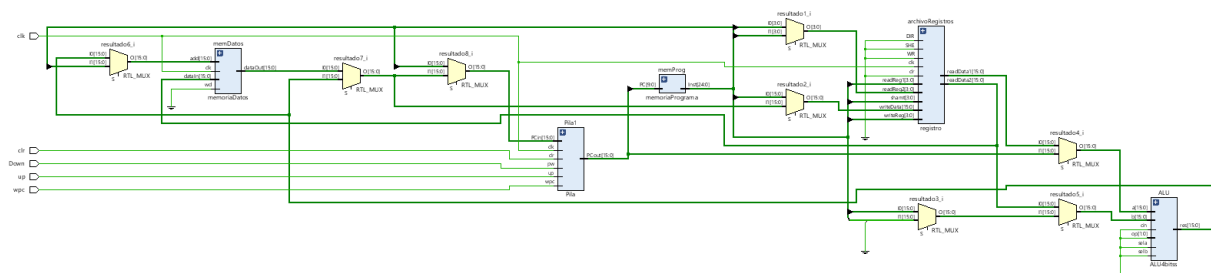 clk
resultado6_i
I0[15:0]
I1[15:0]
O[15:0]
S
RTL_MUX
memDatos
addr[15:0]
clk
dataIn[15:0]
wd
dataOut[15:0]
memoriaDatos
resultado7_i
I0[15:0]
I1[15:0]
O[15:0]
S
RTL_MUX
resultado8_i
I0[15:0]
I1[15:0]
O[15:0]
S
RTL_MUX
clr
Down
up
wpc
Pila1
PCin[15:0]
clk
clr
up
wpc
PCout[15:0]
Pila
memProg
PC[9:0]
inst[24:0]
memoriaPrograma
resultado1_i
I0[3:0]
I1[3:0]
O[3:0]
S
RTL_MUX
resultado2_i
I0[15:0]
I1[15:0]
O[15:0]
S
RTL_MUX
archivoRegistros
DIR
SHE
WR
clk
clr
readReg1[3:0]
readReg2[3:0]
shamt[3:0]
writeData[15:0]
writeReg[3:0]
readData1[15:0]
readData2[15:0]
registro
resultado3_i
I0[15:0]
I1[15:0]
O[15:0]
S
RTL_MUX
resultado4_i
I0[15:0]
I1[15:0]
O[15:0]
S
RTL_MUX
resultado5_i
I0[15:0]
I1[15:0]
O[15:0]
S
RTL_MUX
ALU
a[15:0]
b[15:0]
cin
op[1:0]
sela
selb
res[15:0]
ALU4bitss